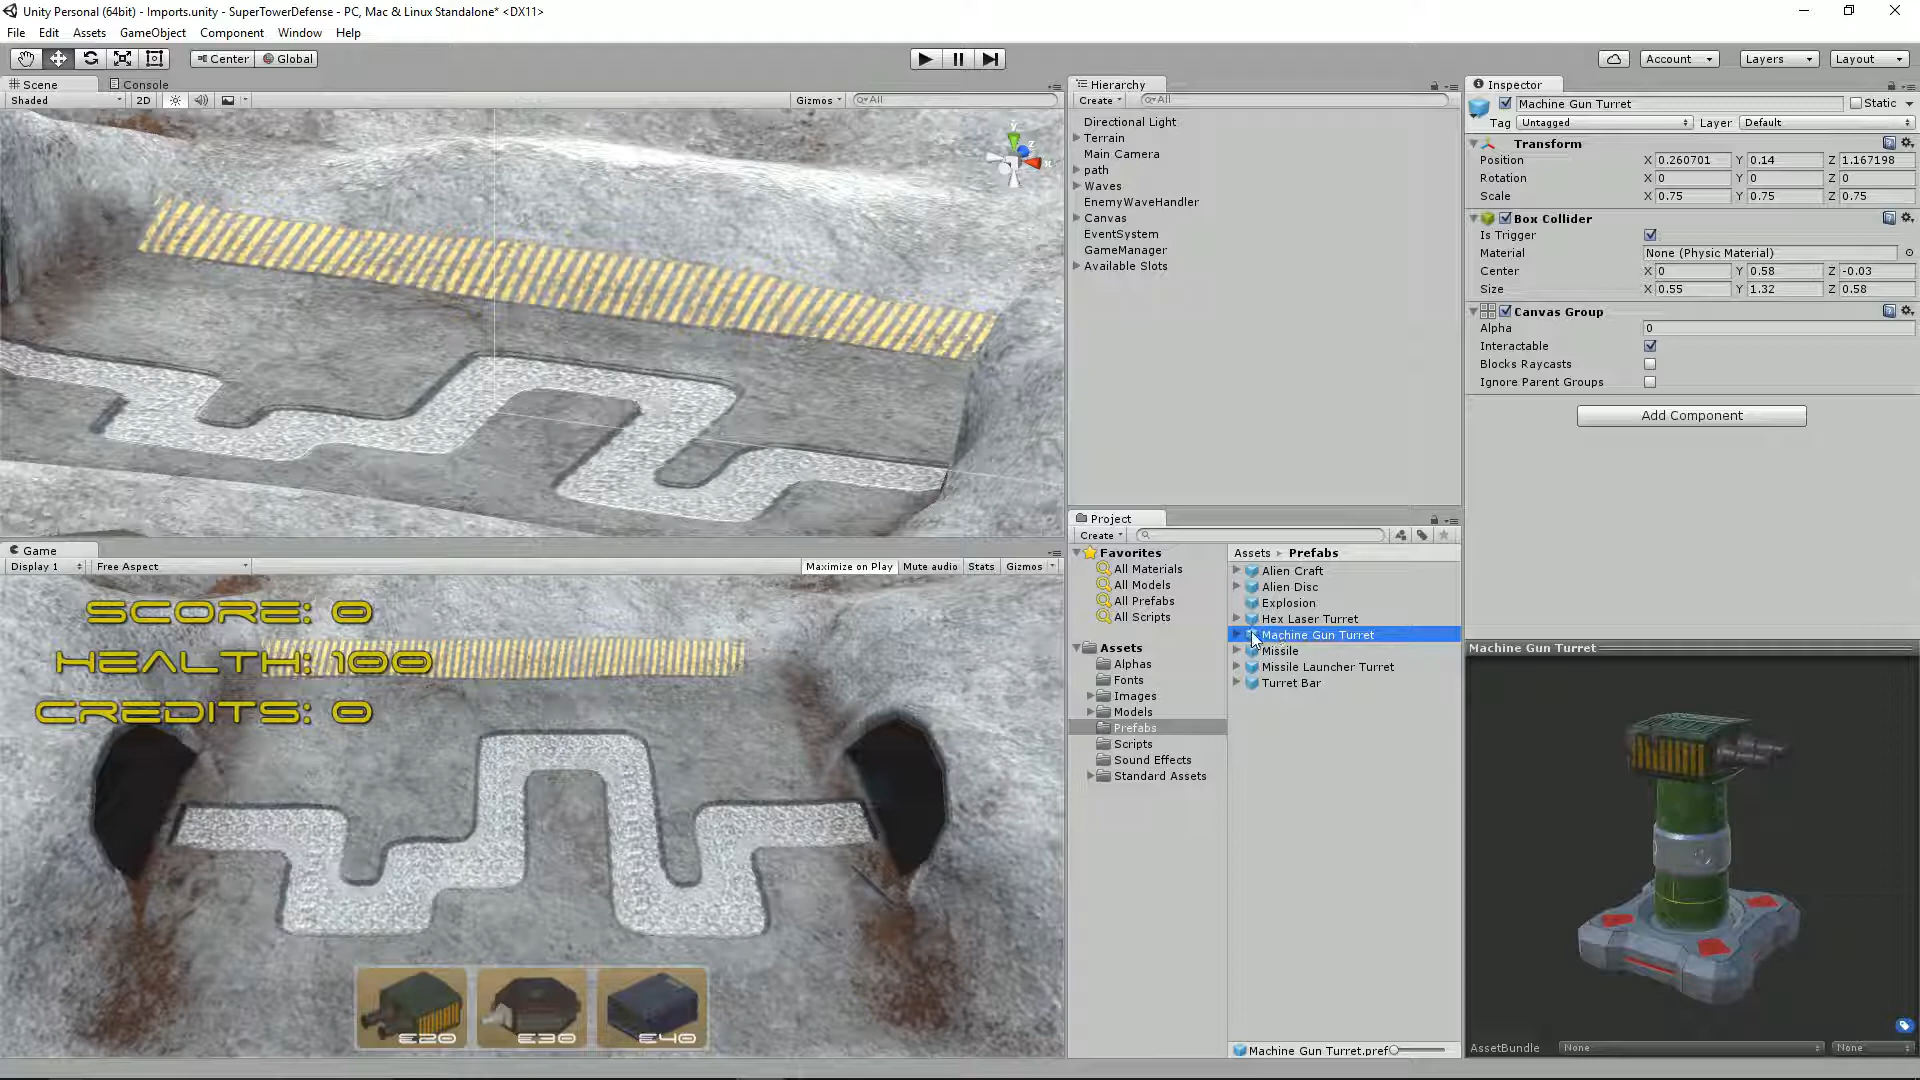 Unity Personal (64bit) - Imports.unity - SuperTowerDefense - PC, Mac & Linux Standalone* <DX11>
File Edit Assets GameObject Component Window Help
Center Global
Account Layers Layout
Scene Console
Shaded 2D Gizmos All
Hierarchy
Create All
Directional Light
Terrain
Main Camera
path
Waves
EnemyWaveHandler
Canvas
EventSystem
GameManager
Available Slots
Inspector
Machine Gun Turret Static
Tag Untagged Layer Default
Transform
Position X 0.260701 Y 0.14 Z 1.167198
Rotation X 0 Y 0 Z 0
Scale X 0.75 Y 0.75 Z 0.75
Box Collider
Is Trigger
Material None (Physic Material)
Center X 0 Y 0.58 Z -0.03
Size X 0.55 Y 1.32 Z 0.58
Canvas Group
Alpha 0
Interactable
Blocks Raycasts
Ignore Parent Groups
Add Component
Game
Display 1 Free Aspect Maximize on Play Mute audio Stats Gizmos
SCORE: 0
HEALTH: 100
CREDITS: 0
£20 £30 £40
Project
Create
Favorites
All Materials
All Models
All Prefabs
All Scripts
Assets
Alphas
Fonts
Images
Models
Prefabs
Scripts
Sound Effects
Standard Assets
Assets Prefabs
Alien Craft
Alien Disc
Explosion
Hex Laser Turret
Machine Gun Turret
Missile
Missile Launcher Turret
Turret Bar
Machine Gun Turret.pref
Machine Gun Turret
AssetBundle None None